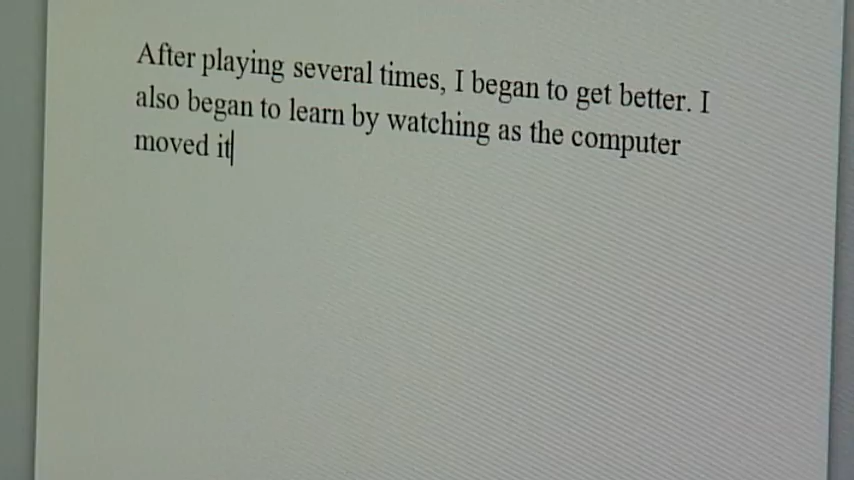 After playing several times, I began to get better. I
also began to learn by watching as the computer
moved it